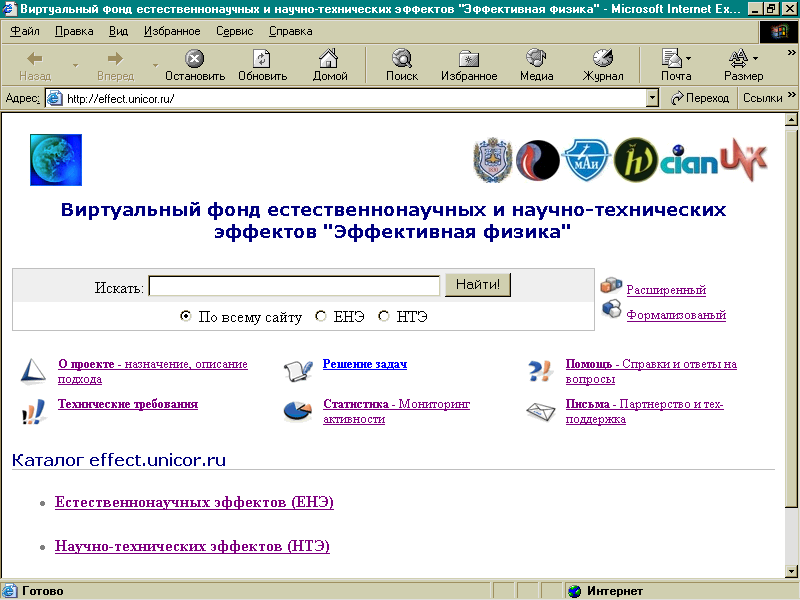 Виртуальный фонд естественнонаучных и научно-технических эффектов "Эффективная физика" - Microsoft Internet Ex...
Файл Правка Вид Избранное Сервис Справка
Назад Вперед Остановить Обновить Домой Поиск Избранное Медиа Журнал Почта Размер »
Адрес: http://effect.unicor.ru/ Переход Ссылки »
МАИ cian
Виртуальный фонд естественнонаучных и научно-технических
эффектов "Эффективная физика"
Искать: Найти!
Расширенный
По всему сайту ЕНЭ НТЭ
Формализованый
О проекте - назначение, описание
подхода
Решение задач
Помощь - Справки и ответы на
вопросы
Технические требования
Статистика - Мониторинг
активности
Письма - Партнерство и тех-
поддержка
Каталог effect.unicor.ru
Естественнонаучных эффектов (ЕНЭ)
Научно-технических эффектов (НТЭ)
Готово Интернет